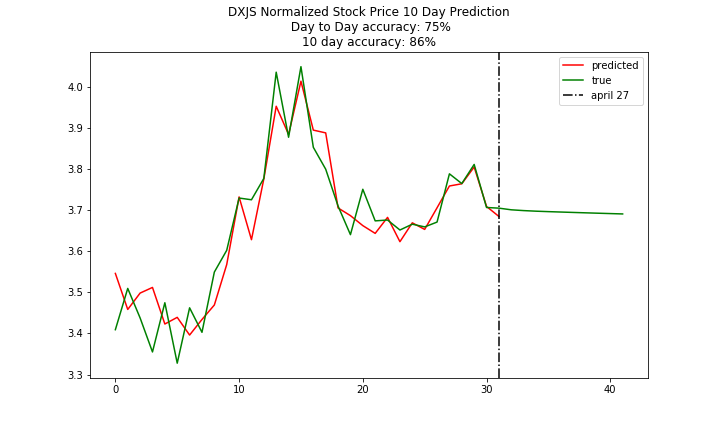 DXJS Normalized Stock Price 10 Day Prediction
Day to Day accuracy: 75%
10 day accuracy: 86%
predicted
true
april 27
4.0
3.9
3.8
3.7
3.6
3.5
3.4
3.3
0 10 20 30 40